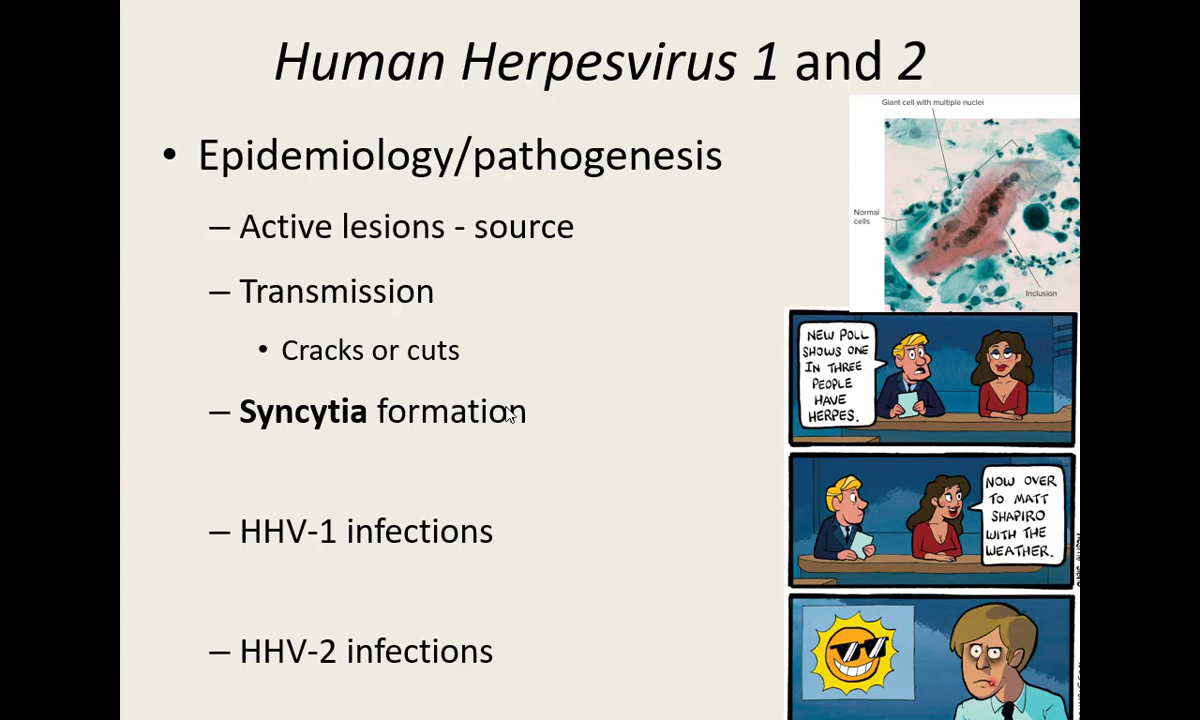 Human Herpesvirus 1 and 2
• Epidemiology/pathogenesis
– Active lesions - source
– Transmission
• Cracks or cuts
– Syncytia formation
– HHV-1 infections
– HHV-2 infections
Giant cell with multiple nuclei
Normal
cells
Inclusion
NEW POLL
SHOWS ONE
IN THREE
PEOPLE
HAVE
HERPES.
NOW OVER
TO MATT
SHAPIRO
WITH THE
WEATHER.